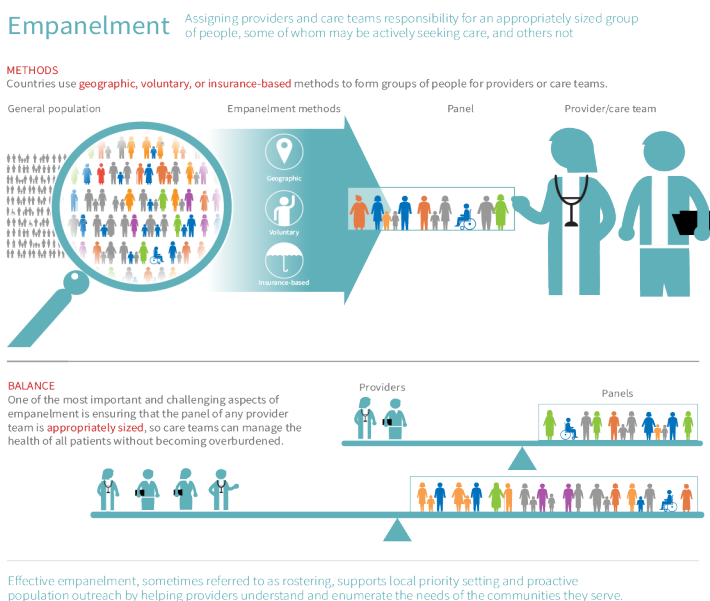 Empanelment
Assigning providers and care teams responsibility for an appropriately sized group
of people, some of whom may be actively seeking care, and others not
METHODS
Countries use geographic, voluntary, or insurance-based methods to form groups of people for providers or care teams.
General population
Empanelment methods
Panel
Provider/care team
Geographic
Voluntary
Insurance-based
BALANCE
One of the most important and challenging aspects of
empanelment is ensuring that the panel of any provider
team is appropriately sized, so care teams can manage the
health of all patients without becoming overburdened.
Providers
Panels
Effective empanelment, sometimes referred to as rostering, supports local priority setting and proactive
population outreach by helping providers understand and enumerate the needs of the communities they serve.